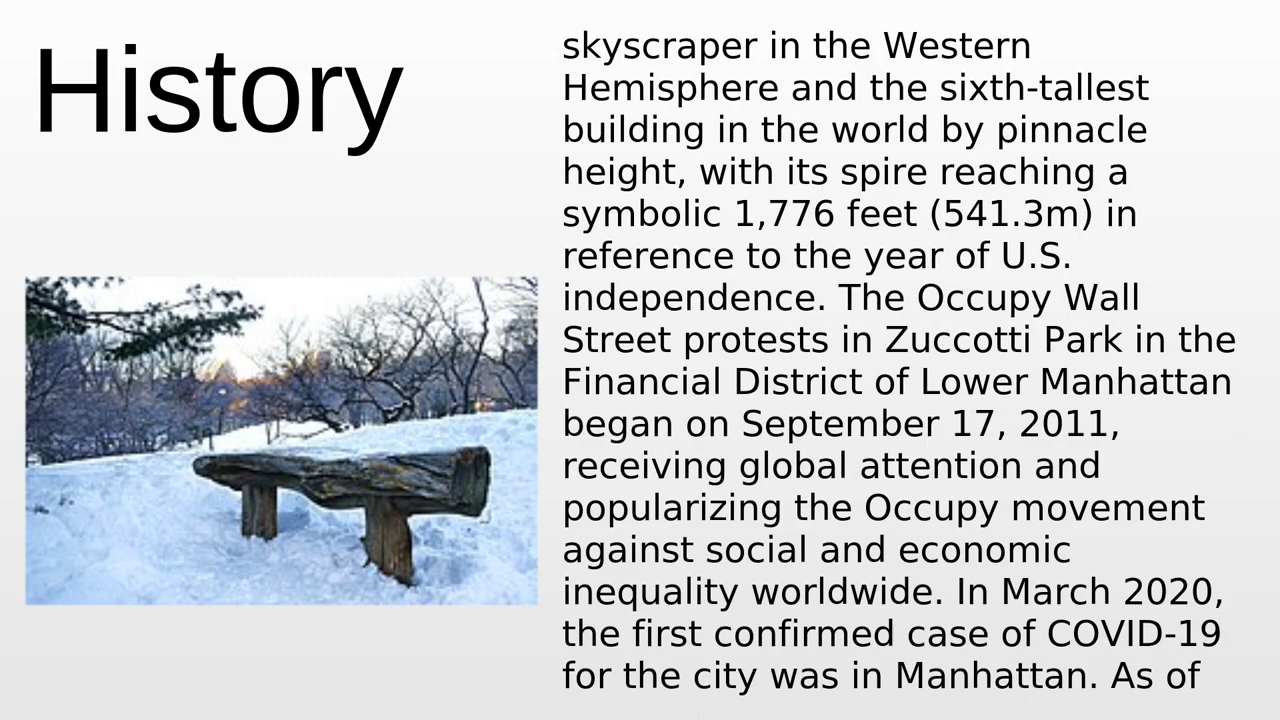 History
skyscraper in the Western
Hemisphere and the sixth-tallest
building in the world by pinnacle
height, with its spire reaching a
symbolic 1,776 feet (541.3m) in
reference to the year of U.S.
independence. The Occupy Wall
Street protests in Zuccotti Park in the
Financial District of Lower Manhattan
began on September 17, 2011,
receiving global attention and
popularizing the Occupy movement
against social and economic
inequality worldwide. In March 2020,
the first confirmed case of COVID-19
for the city was in Manhattan. As of